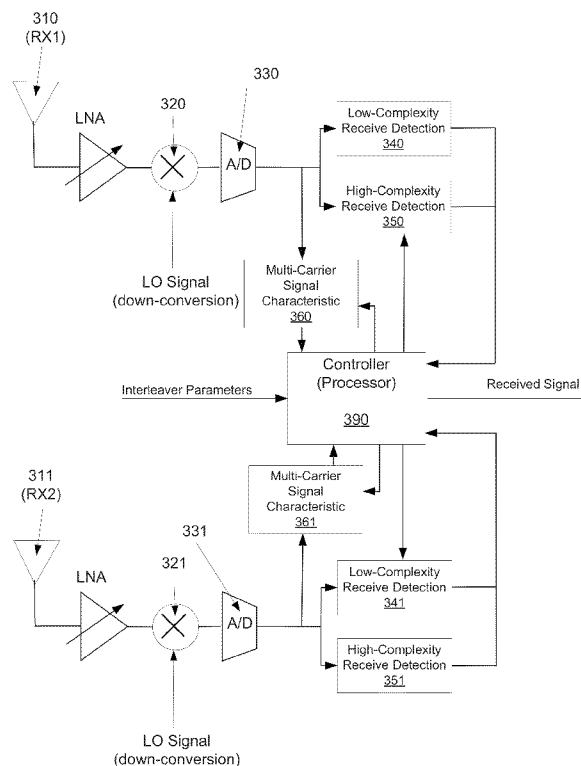 310
(RX1)
LNA
320
330
A/D
LO Signal
(down-conversion)
Low-Complexity
Receive Detection
340
High-Complexity
Receive Detection
350
Multi-Carrier
Signal
Characteristic
360
Controller
(Processor)
390
Interleaver Parameters
Received Signal
311
(RX2)
LNA
321
331
A/D
LO Signal
(down-conversion)
Multi-Carrier
Signal
Characteristic
361
Low-Complexity
Receive Detection
341
High-Complexity
Receive Detection
351